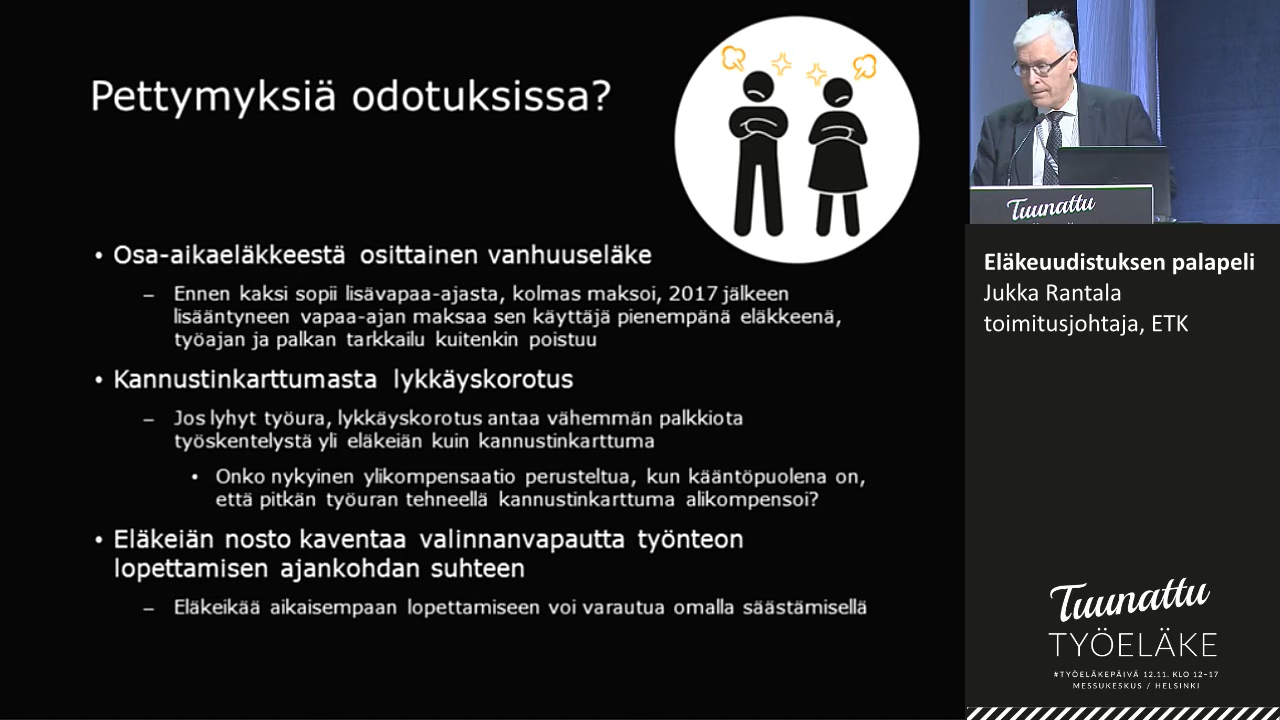 Pettymyksiä odotuksissa?
• Osa-aikaeläkkeestä osittainen vanhuuseläke
– Ennen kaksi sopii lisävapaa-ajasta, kolmas maksoi, 2017 jälkeen
lisääntyneen vapaa-ajan maksaa sen käyttäjä pienempänä eläkkeenä,
työajan ja palkan tarkkailu kuitenkin poistuu
• Kannustinkarttumasta lykkäyskorotus
– Jos lyhyt työura, lykkäyskorotus antaa vähemmän palkkiota
työskentelystä yli eläkeiän kuin kannustinkarttuma
• Onko nykyinen ylikompensaatio perusteltua, kun kääntöpuolena on,
että pitkän työuran tehneellä kannustinkarttuma alikompensoi?
• Eläkeiän nosto kaventaa valinnanvapautta työnteon
lopettamisen ajankohdan suhteen
– Eläkeikää aikaisempaan lopettamiseen voi varautua omalla säästämisellä
Tuunattu
Eläkeuudistuksen palapeli
Jukka Rantala
toimitusjohtaja, ETK
Tuunattu
TYÖELÄKE
#TYÖELÄKEPÄIVÄ 12.11. KLO 12-17
MESSUKESKUS / HELSINKI